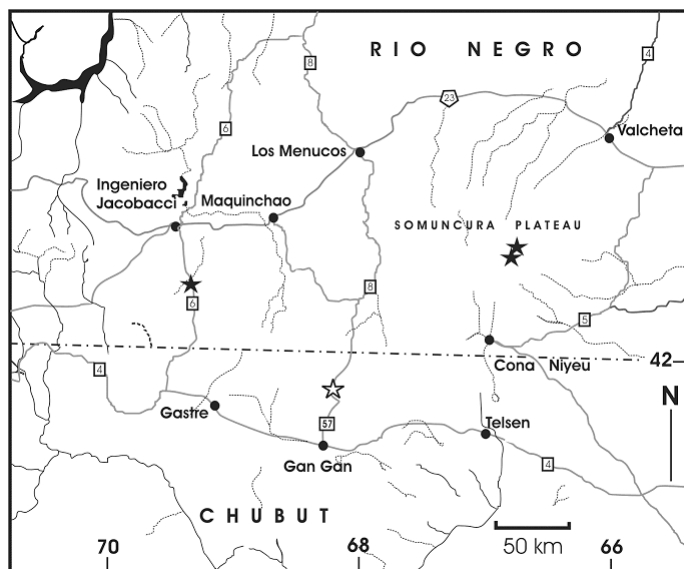 RIO NEGRO
4
8
23
6
Valcheta
Los Menucos
Ingeniero
Jacobacci
Maquinchao
SOMUNCURA PLATEAU
6
8
5
42
Cona Niyeu
4
N
Gastre
57
Telsen
Gan Gan
4
CHUBUT
50 km
70
68
66